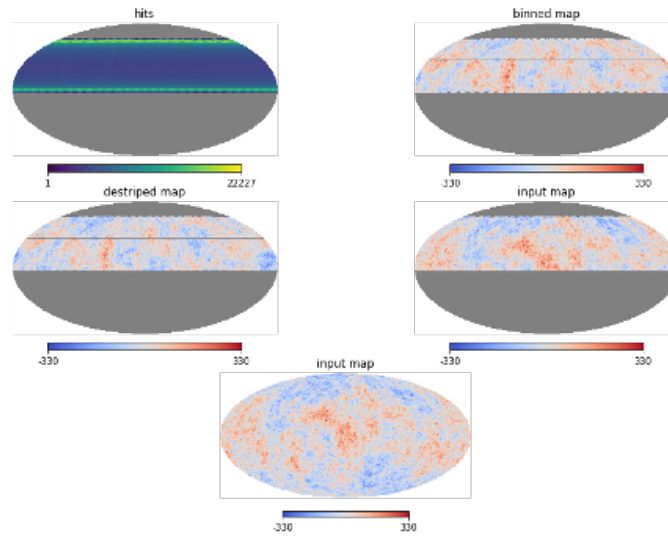 hits
binned map
1 22227
-330 330
destriped map
input map
-330 330
-330 330
input map
-330 330